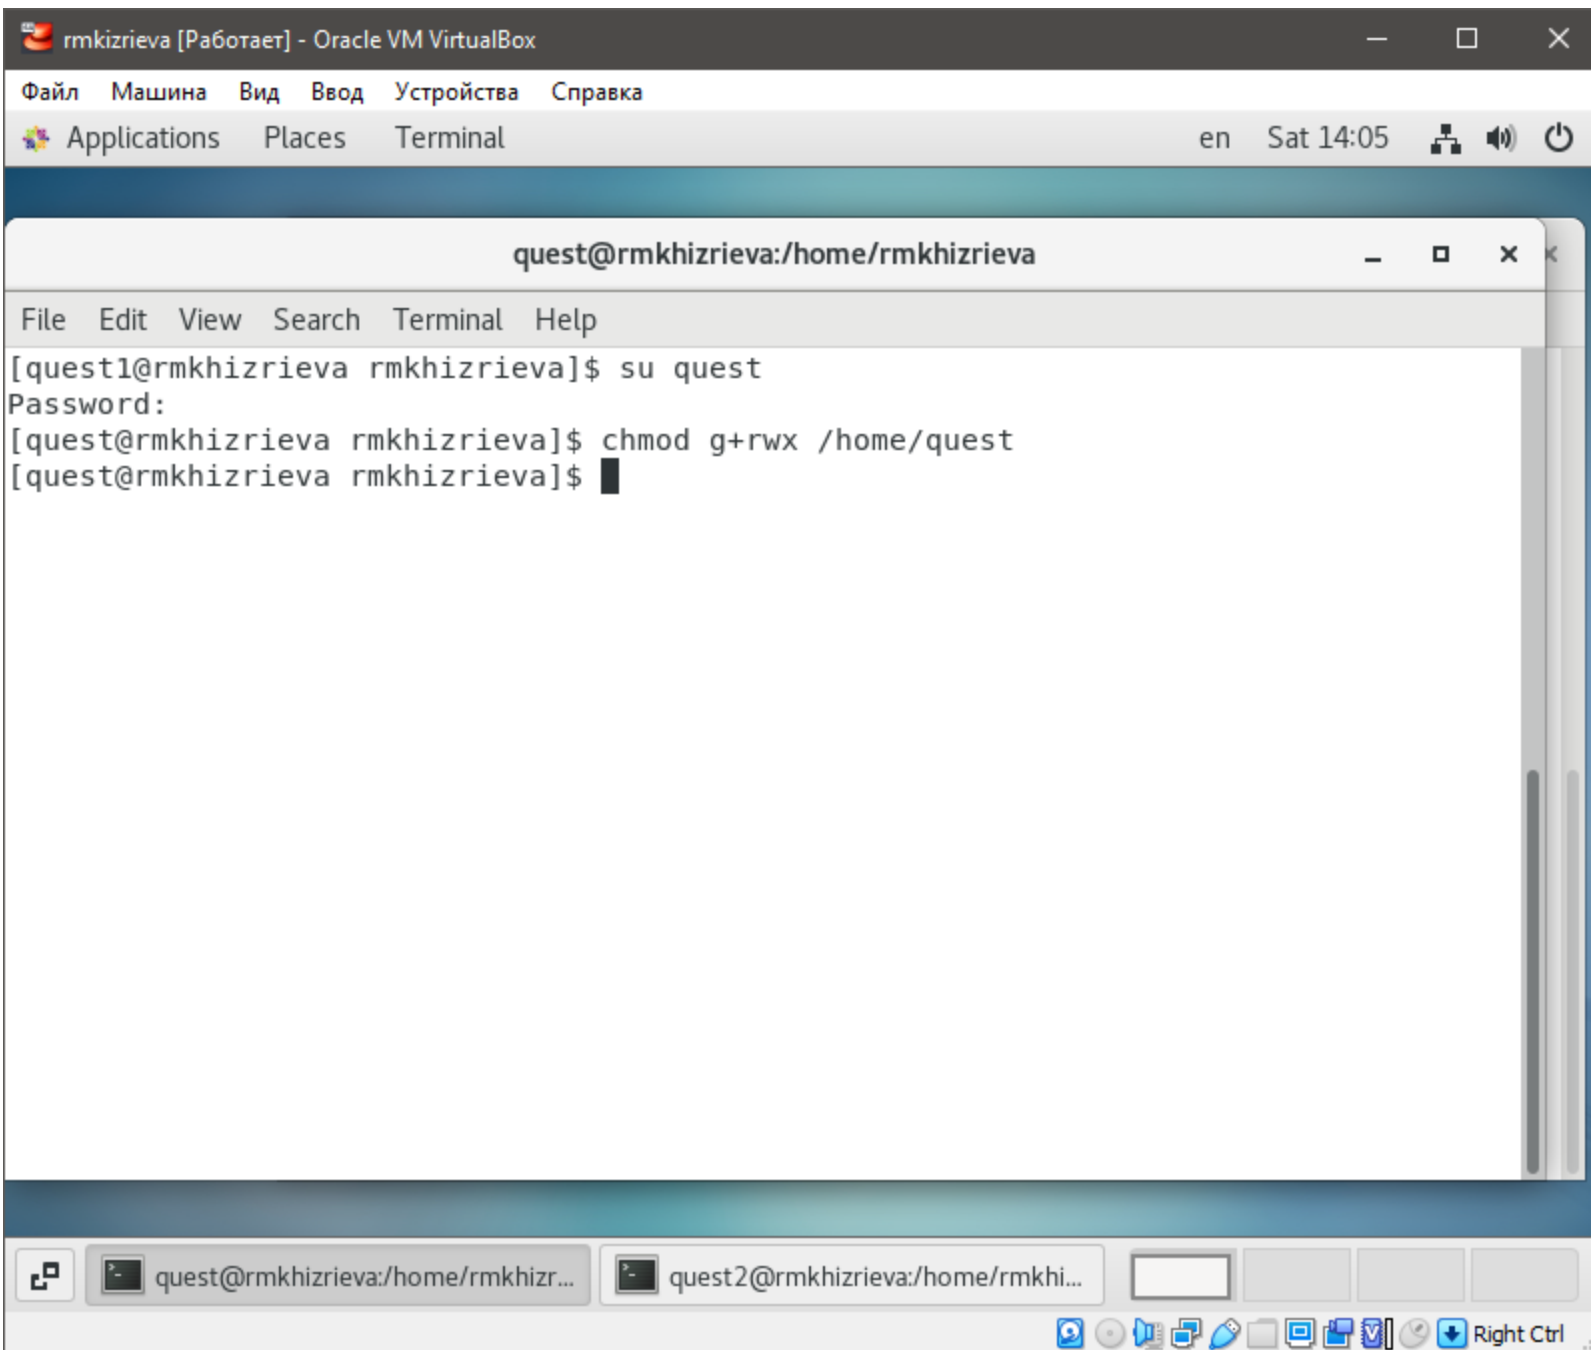 rmkizrieva [Работает] - Oracle VM VirtualBox
Файл Машина Вид Ввод Устройства Справка
Applications Places Terminal en Sat 14:05
quest@rmkhizrieva:/home/rmkhizrieva
File Edit View Search Terminal Help
[quest1@rmkhizrieva rmkhizrieva]$ su quest
Password:
[quest@rmkhizrieva rmkhizrieva]$ chmod g+rwx /home/quest
[quest@rmkhizrieva rmkhizrieva]$
quest@rmkhizrieva:/home/rmkhizr... quest2@rmkhizrieva:/home/rmkhi...
Right Ctrl